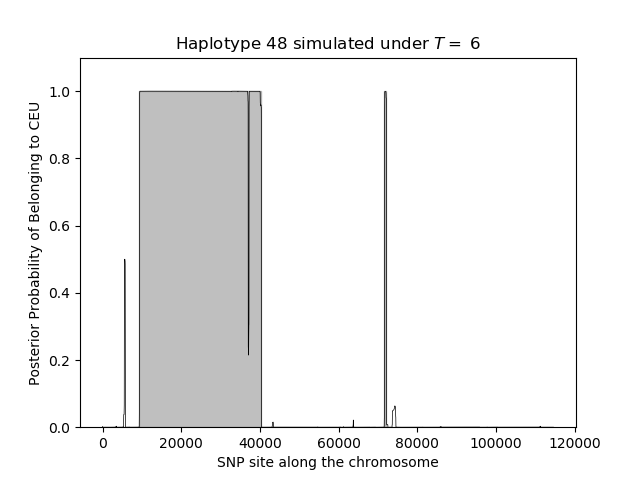 Haplotype 48 simulated under T = 6
Posterior Probability of Belonging to CEU
1.0
0.8
0.6
0.4
0.2
0.0
0 20000 40000 60000 80000 100000 120000
SNP site along the chromosome